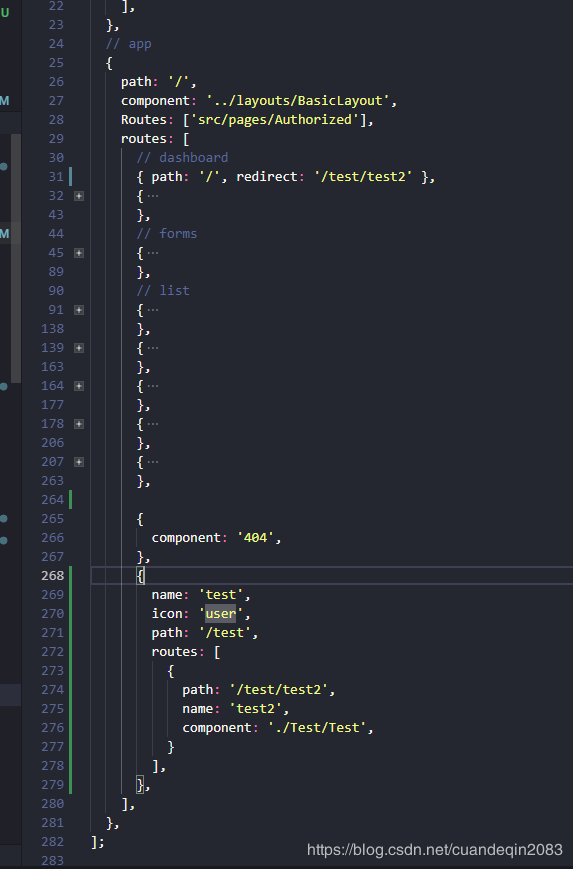 U
M
M
22 ],
23 },
24 // app
25 {
26 path: '/',
27 component: '../layouts/BasicLayout',
28 Routes: ['src/pages/Authorized'],
29 routes: [
30 // dashboard
31 { path: '/', redirect: '/test/test2' },
32 { ···
43 },
44 // forms
45 { ···
89 },
90 // list
91 { ···
138 },
139 { ···
163 },
164 { ···
177 },
178 { ···
206 },
207 { ···
263 },
264
265 {
266 component: '404',
267 },
268 {
269 name: 'test',
270 icon: 'user',
271 path: '/test',
272 routes: [
273 {
274 path: '/test/test2',
275 name: 'test2',
276 component: './Test/Test',
277 }
278 ],
279 },
280 ],
281 },
282 ];
283
https://blog.csdn.net/cuandeqin2083